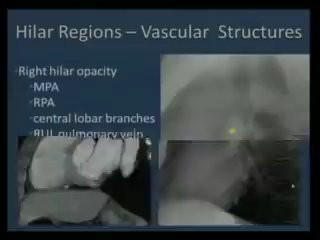 Hilar Regions – Vascular Structures
Right hilar opacity
MPA
RPA
central lobar branches
RUL pulmonary vein